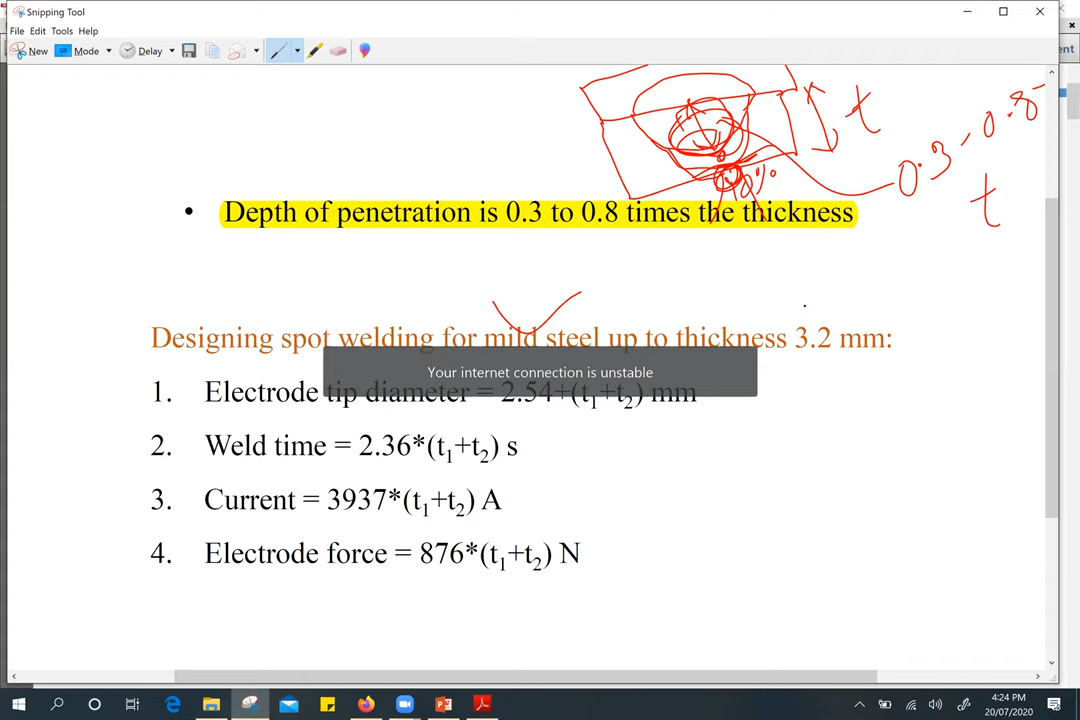 Snipping Tool
File Edit Tools Help
New Mode Delay
ent
t
0.3 - 0.8
t
10%
• Depth of penetration is 0.3 to 0.8 times the thickness
Designing spot welding for mild steel up to thickness 3.2 mm:
Your internet connection is unstable
1. Electrode tip diameter = 2.54+(t₁+t₂) mm
2. Weld time = 2.36*(t₁+t₂) s
3. Current = 3937*(t₁+t₂) A
4. Electrode force = 876*(t₁+t₂) N
4:24 PM
20/07/2020